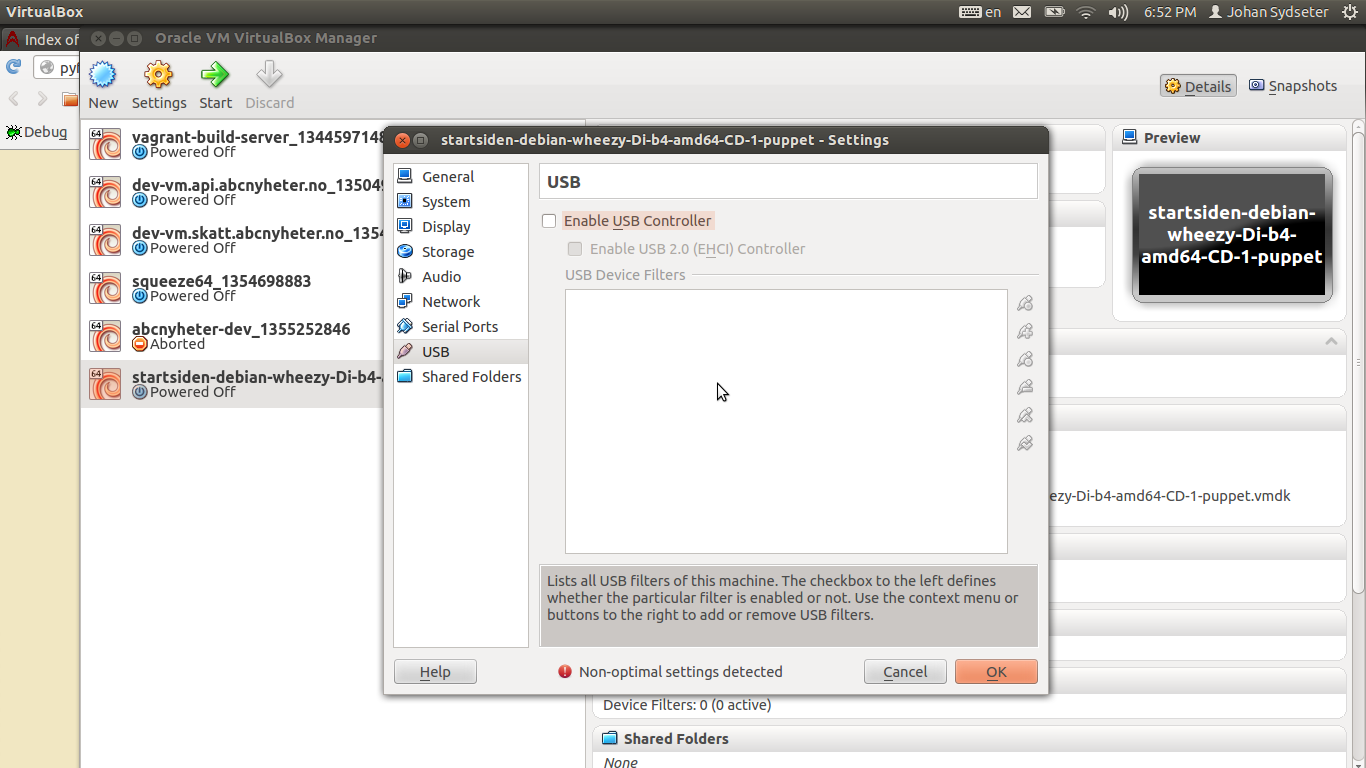 VirtualBox
en
6:52 PM
Johan Sydseter
Index of
Oracle VM VirtualBox Manager
New
Settings
Start
Discard
Details
Snapshots
Debug
64
vagrant-build-server_1344597148
Powered Off
64
dev-vm.api.abcnyheter.no_13504
Powered Off
64
dev-vm.skatt.abcnyheter.no_1354
Powered Off
64
squeeze64_1354698883
Powered Off
64
abcnyheter-dev_1355252846
Aborted
64
startsiden-debian-wheezy-Di-b4-
Powered Off
startsiden-debian-wheezy-Di-b4-amd64-CD-1-puppet - Settings
General
System
Display
Storage
Audio
Network
Serial Ports
USB
Shared Folders
USB
Enable USB Controller
Enable USB 2.0 (EHCI) Controller
USB Device Filters
Lists all USB filters of this machine. The checkbox to the left defines
whether the particular filter is enabled or not. Use the context menu or
buttons to the right to add or remove USB filters.
Help
Non-optimal settings detected
Cancel
OK
Preview
startsiden-debian-
wheezy-Di-b4-
amd64-CD-1-puppet
ezy-Di-b4-amd64-CD-1-puppet.vmdk
Device Filters: 0 (0 active)
Shared Folders
None